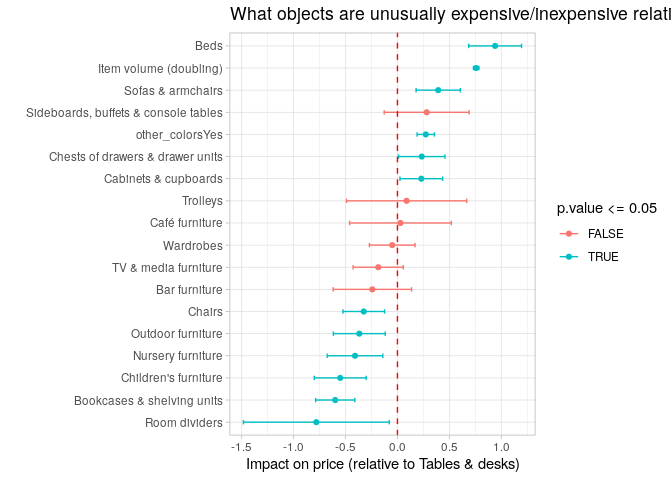 What objects are unusually expensive/inexpensive relati
Beds
Item volume (doubling)
Sofas & armchairs
Sideboards, buffets & console tables
other_colorsYes
Chests of drawers & drawer units
Cabinets & cupboards
Trolleys
Café furniture
Wardrobes
TV & media furniture
Bar furniture
Chairs
Outdoor furniture
Nursery furniture
Children's furniture
Bookcases & shelving units
Room dividers
-1.5 -1.0 -0.5 0.0 0.5 1.0
Impact on price (relative to Tables & desks)
p.value <= 0.05
FALSE
TRUE